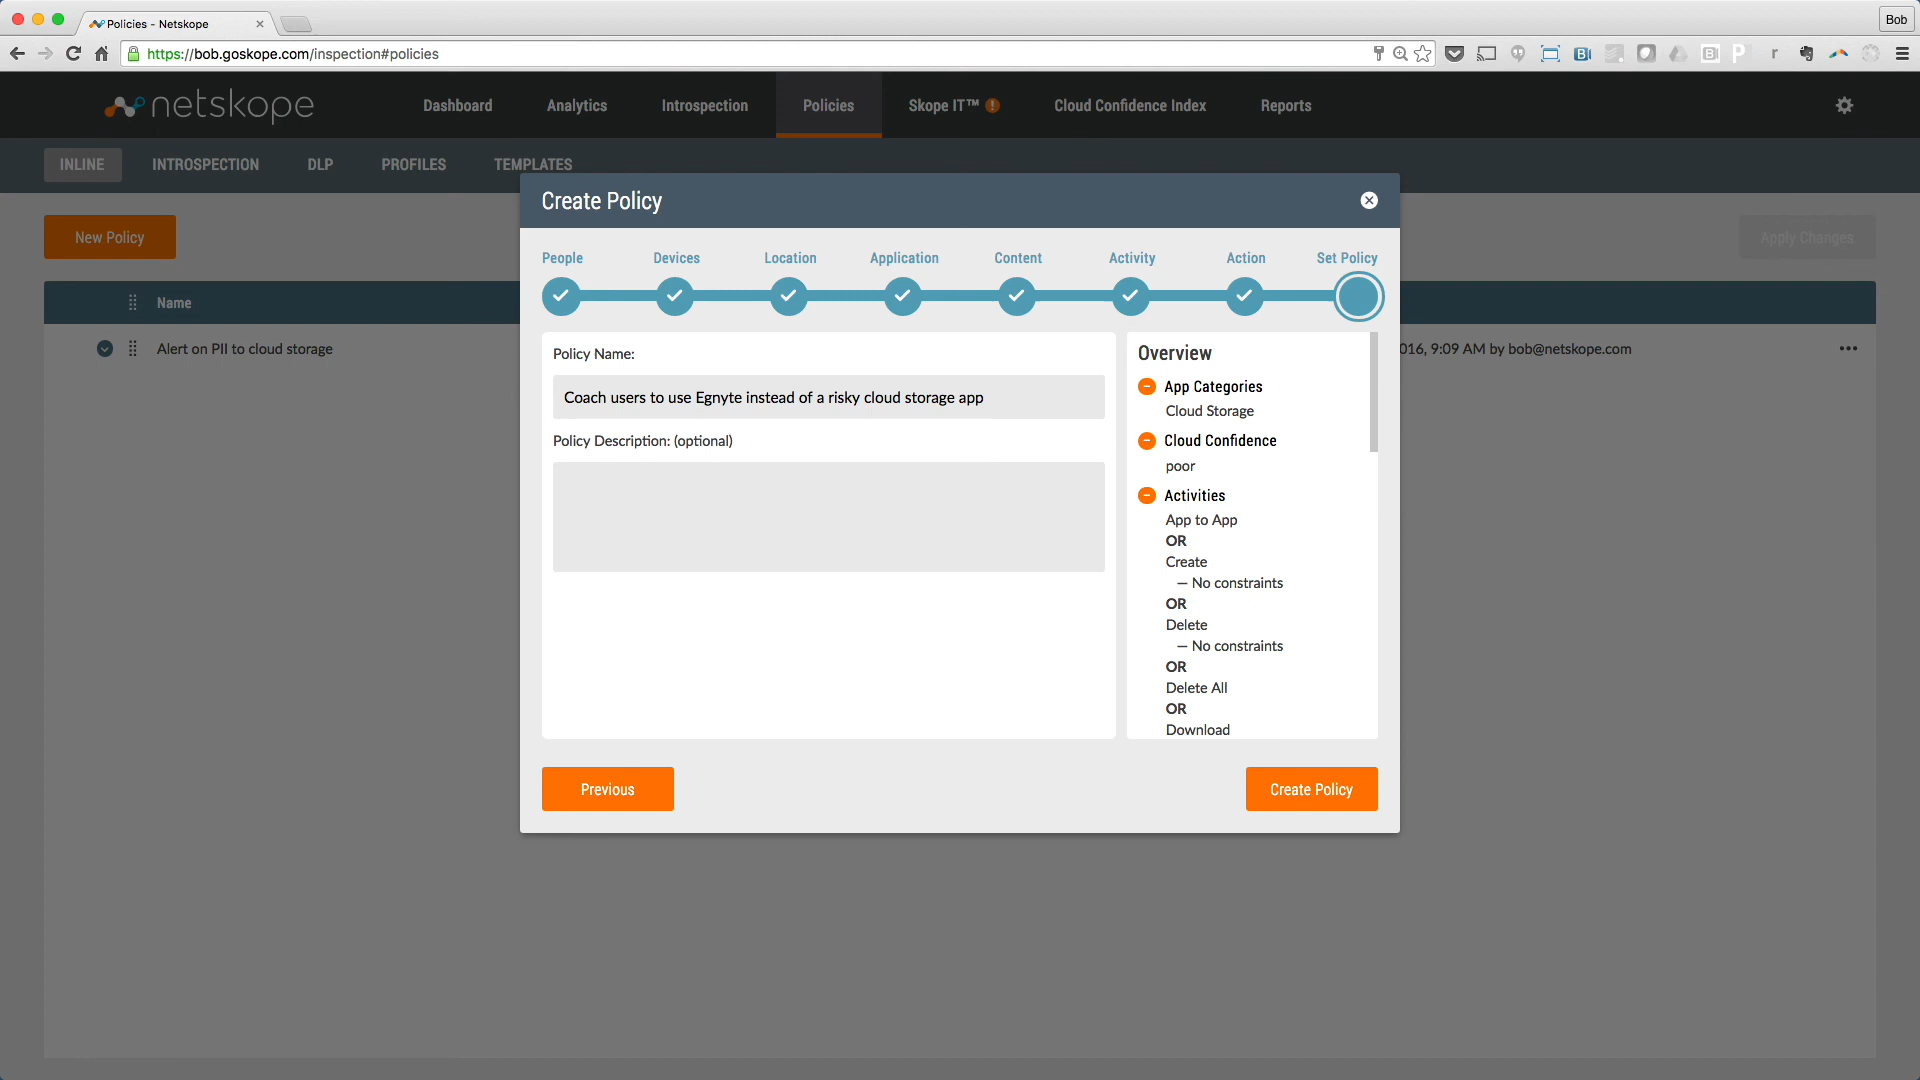 Policies - Netskope
Bob
https://bob.goskope.com/inspection#policies
netskope
Dashboard
Analytics
Introspection
Policies
Skope IT™
Cloud Confidence Index
Reports
INLINE
INTROSPECTION
DLP
PROFILES
TEMPLATES
Create Policy
New Policy
Apply Changes
People
Devices
Location
Application
Content
Activity
Action
Set Policy
Name
Alert on PII to cloud storage
016, 9:09 AM by bob@netskope.com
Policy Name:
Coach users to use Egnyte instead of a risky cloud storage app
Policy Description: (optional)
Overview
App Categories
Cloud Storage
Cloud Confidence
poor
Activities
App to App
OR
Create
– No constraints
OR
Delete
– No constraints
OR
Delete All
OR
Download
Previous
Create Policy